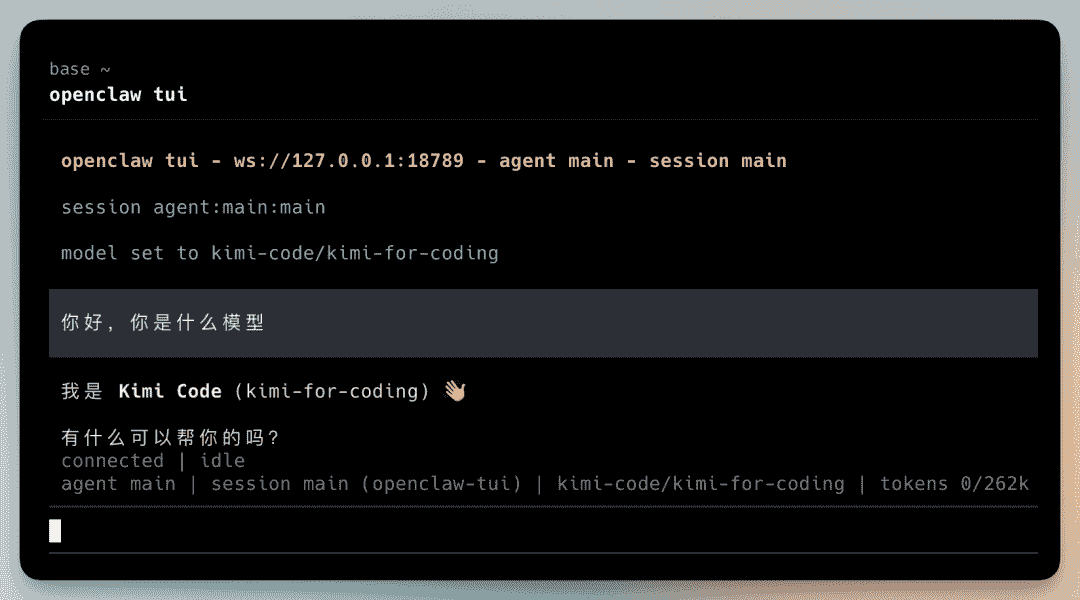 base ~
openclaw tui
openclaw tui - ws://127.0.0.1:18789 - agent main - session main
session agent:main:main
model set to kimi-code/kimi-for-coding
你好，你是什么模型
我是 Kimi Code (kimi-for-coding) 👋
有什么可以帮你的吗？
connected | idle
agent main | session main (openclaw-tui) | kimi-code/kimi-for-coding | tokens 0/262k